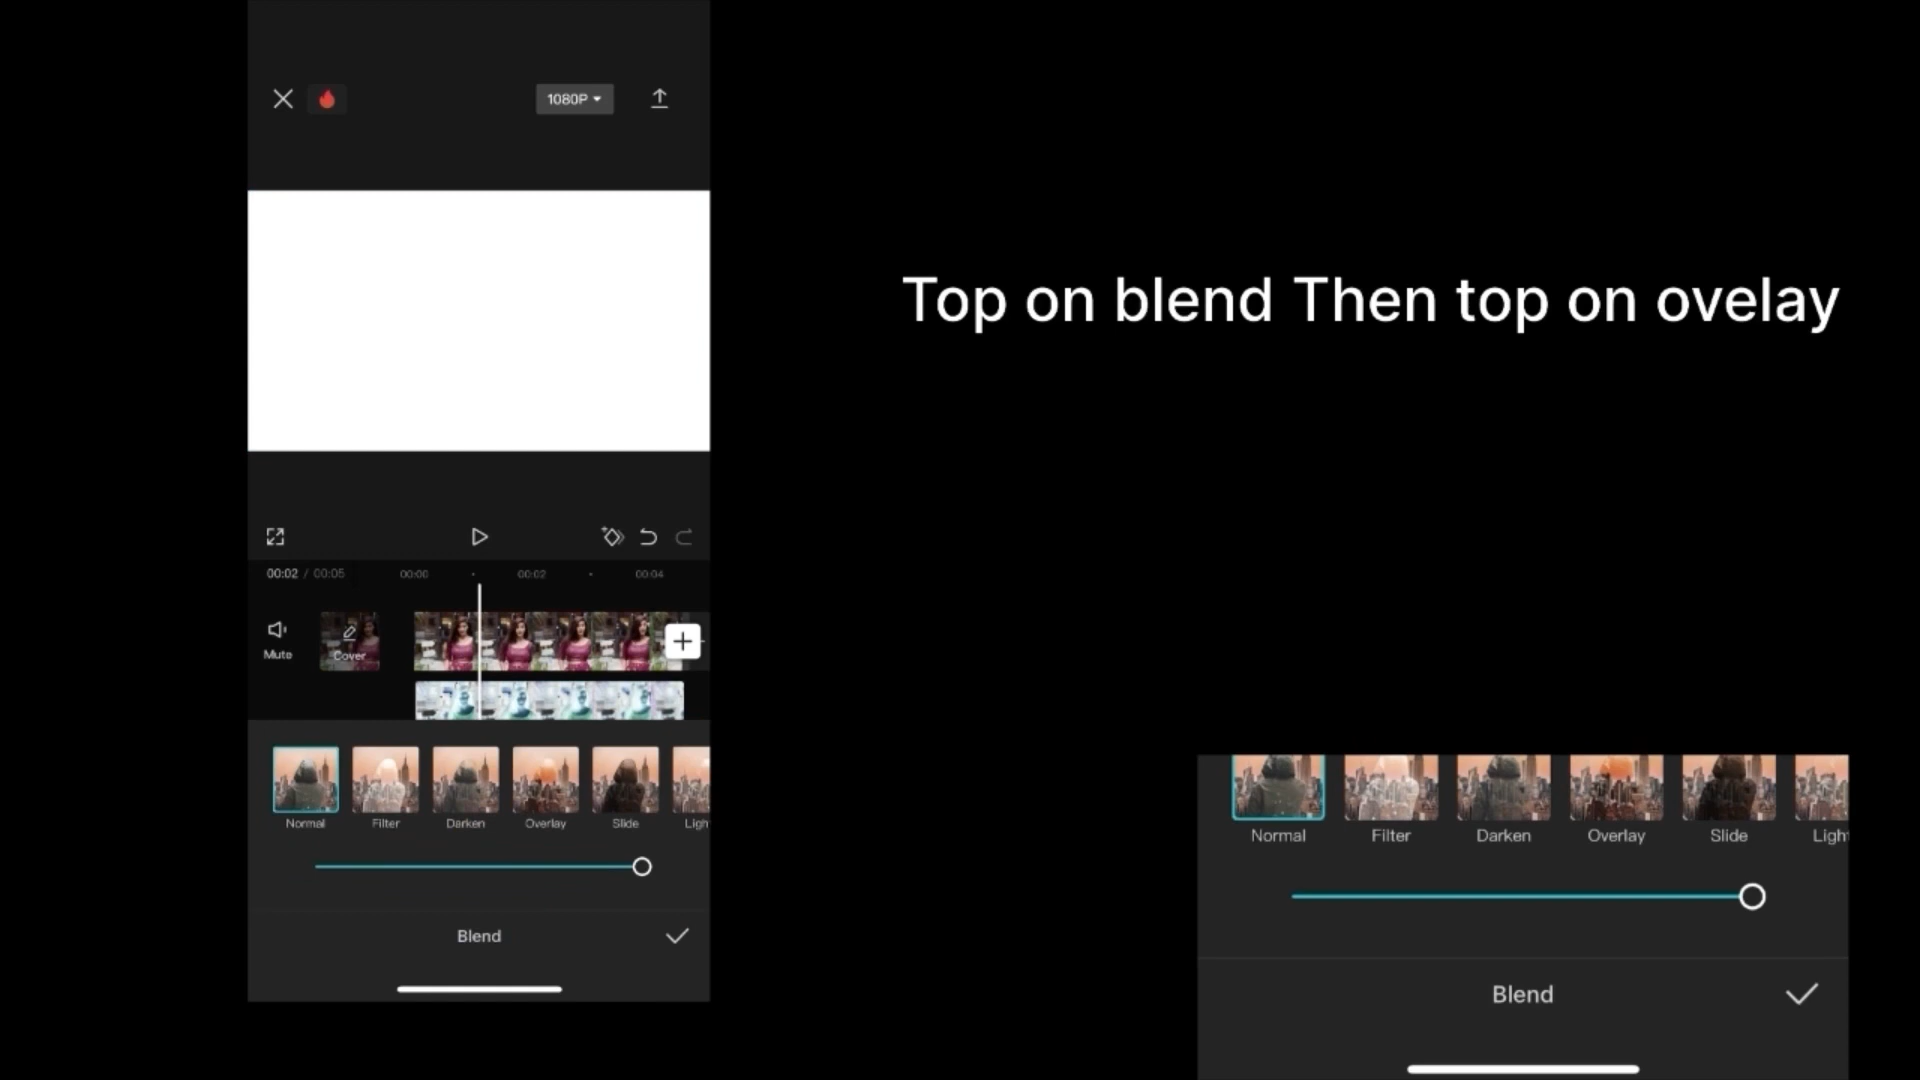 1080P
Top on blend Then top on ovelay
00:02 / 00:05 00:00 00:02 00:04
Mute
Cover
Normal Filter Darken Overlay Slide Ligh
Blend
Normal Filter Darken Overlay Slide Ligh
Blend